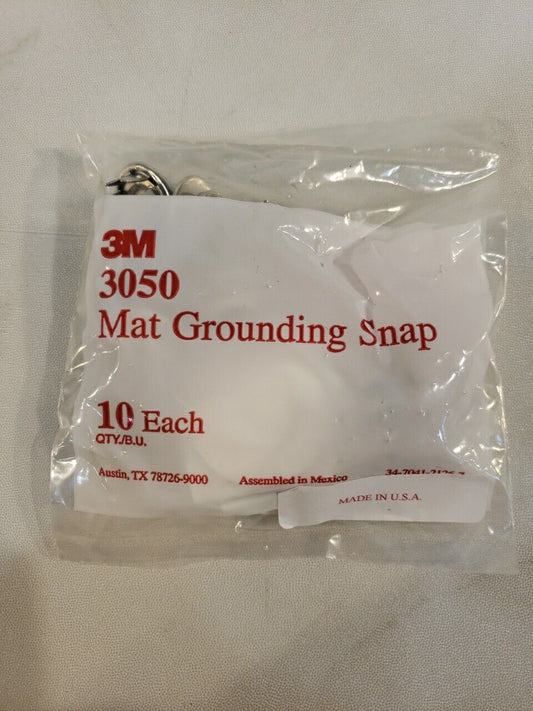 3M
3050
Mat Grounding Snap
10 Each
QTY./B.U.
Austin, TX 78726-9000 Assembled in Mexico
MADE IN U.S.A.